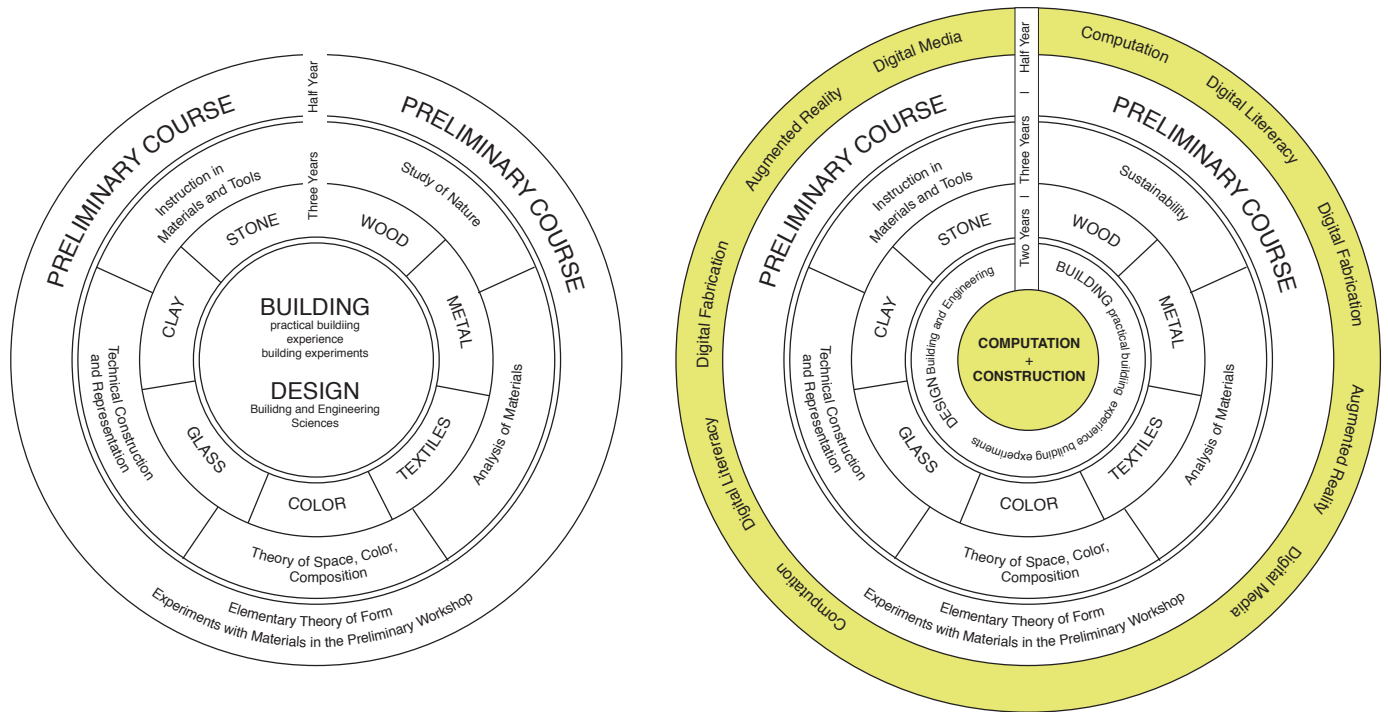 Half Year
PRELIMINARY COURSE
PRELIMINARY COURSE
Three Years
Instruction in
Materials and Tools
Study of Nature
STONE
WOOD
CLAY
METAL
GLASS
TEXTILES
COLOR
Technical Construction
and Representation
Analysis of Materials
Theory of Space, Color,
Composition
Elementary Theory of Form
Experiments with Materials in the Preliminary Workshop
BUILDING
practical buildiing
experience
building experiments
DESIGN
Builidng and Engineering
Sciences
Digital Media
Augmented Reality
Digital Fabrication
Digital Literacy
Computation
Computation
Digital Litereracy
Digital Fabrication
Augmented Reality
Digital Media
Two Years | Three Years | Half Year
PRELIMINARY COURSE
PRELIMINARY COURSE
Instruction in
Materials and Tools
Sustainability
STONE
WOOD
CLAY
METAL
GLASS
TEXTILES
COLOR
Technical Construction
and Representation
Analysis of Materials
Theory of Space, Color,
Composition
Elementary Theory of Form
Experiments with Materials in the Preliminary Workshop
DESIGN Building and Engineering
BUILDING practical buildiing experience building experiments
COMPUTATION
+
CONSTRUCTION